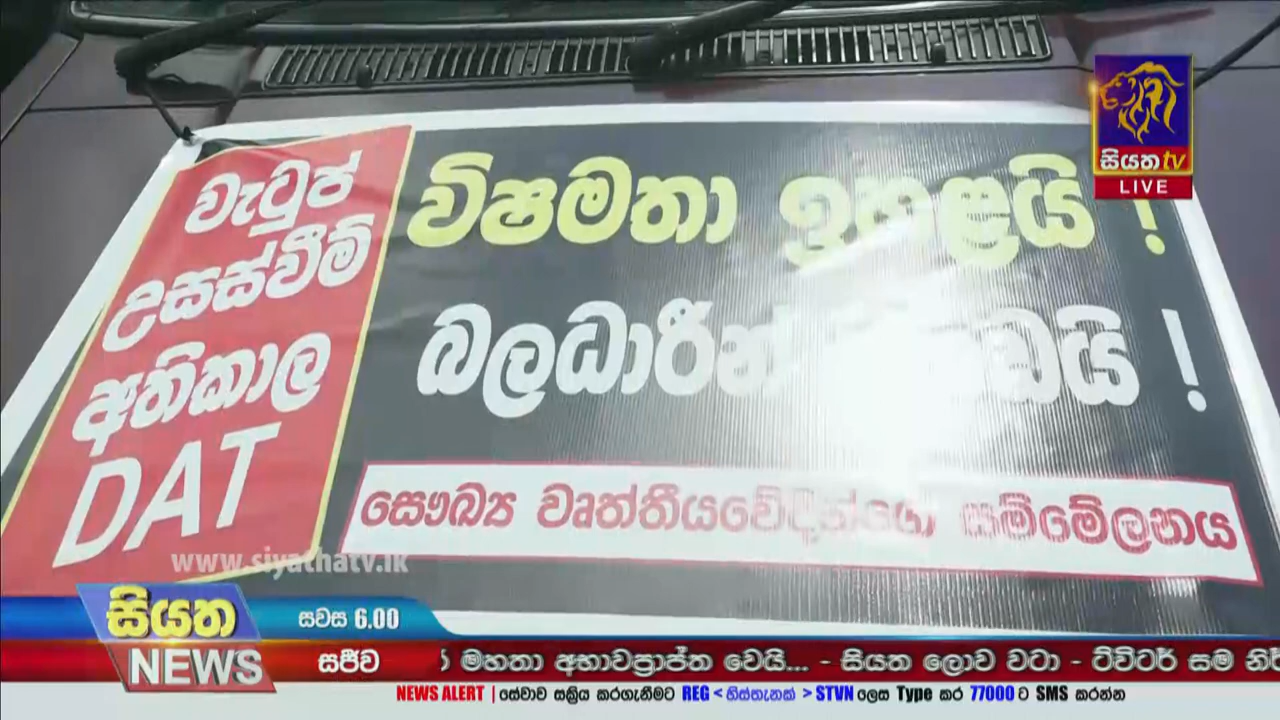 වැටුප්
උසස්වීම්
අතිකාල
DAT
විෂමතා ඉහළයි !
බලධාරීන් !
සෞඛ්‍ය වෘත්තීයවේදීන්ගේ සම්මේලනය
සියත tv
LIVE
www.siyathatv.lk
සියත
NEWS
සවස 6.00
සජීව
මහතා අභාවප්‍රාප්ත වෙයි... - සියත ලොව වටා - ට්විටර් සම
NEWS ALERT | සේවාව සක්‍රිය කරගැනීමට REG < හිස්තැනක් > STVN ලෙස Type කර 77000 ට SMS කරන්න